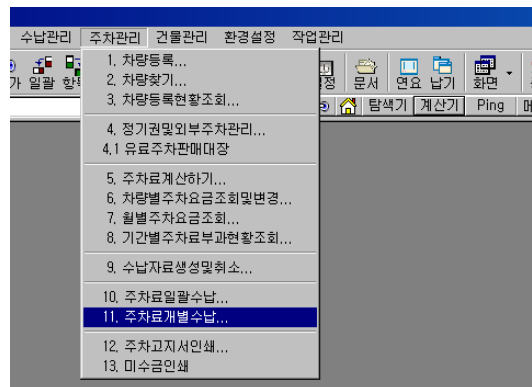 수납관리 주차관리 건물관리 환경설정 작업관리
1. 차량등록...
2. 차량찾기...
3. 차량등록현황조회...
4. 정기권및외부주차관리...
4.1 유료주차판매대장
5. 주차료계산하기...
6. 차량별주차요금조회및변경...
7. 월별주차요금조회...
8. 기간별주차료부과현황조회...
9. 수납자료생성및취소...
10. 주차료일괄수납...
11. 주차료개별수납...
12. 주차고지서인쇄...
13. 미수금인쇄
가 일괄 문서 연요 납기 화면
탐색기 계산기 Ping